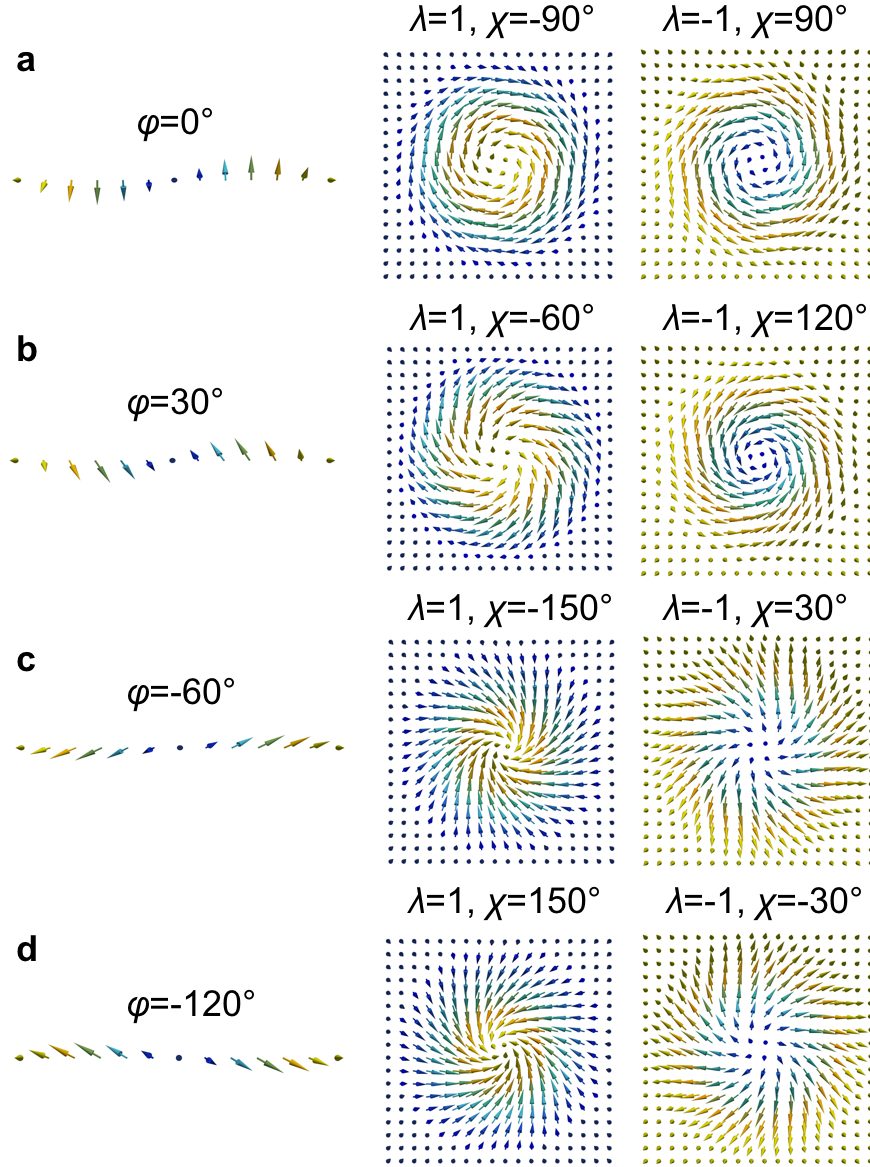 λ=1, χ=-90° λ=-1, χ=90°
a
φ=0°
λ=1, χ=-60° λ=-1, χ=120°
b
φ=30°
λ=1, χ=-150° λ=-1, χ=30°
c
φ=-60°
λ=1, χ=150° λ=-1, χ=-30°
d
φ=-120°